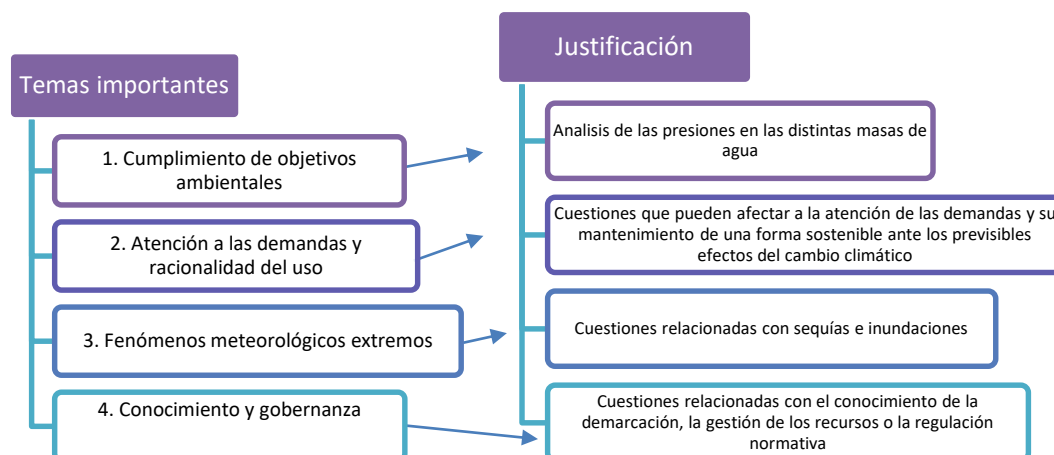 Temas importantes
1. Cumplimiento de objetivos
ambientales
2. Atención a las demandas y
racionalidad del uso
3. Fenómenos meteorológicos extremos
4. Conocimiento y gobernanza
Justificación
Analisis de las presiones en las distintas masas de
agua
Cuestiones que pueden afectar a la atención de las demandas y su
mantenimiento de una forma sostenible ante los previsibles
efectos del cambio climático
Cuestiones relacionadas con sequías e inundaciones
Cuestiones relacionadas con el conocimiento de la
demarcación, la gestión de los recursos o la regulación
normativa